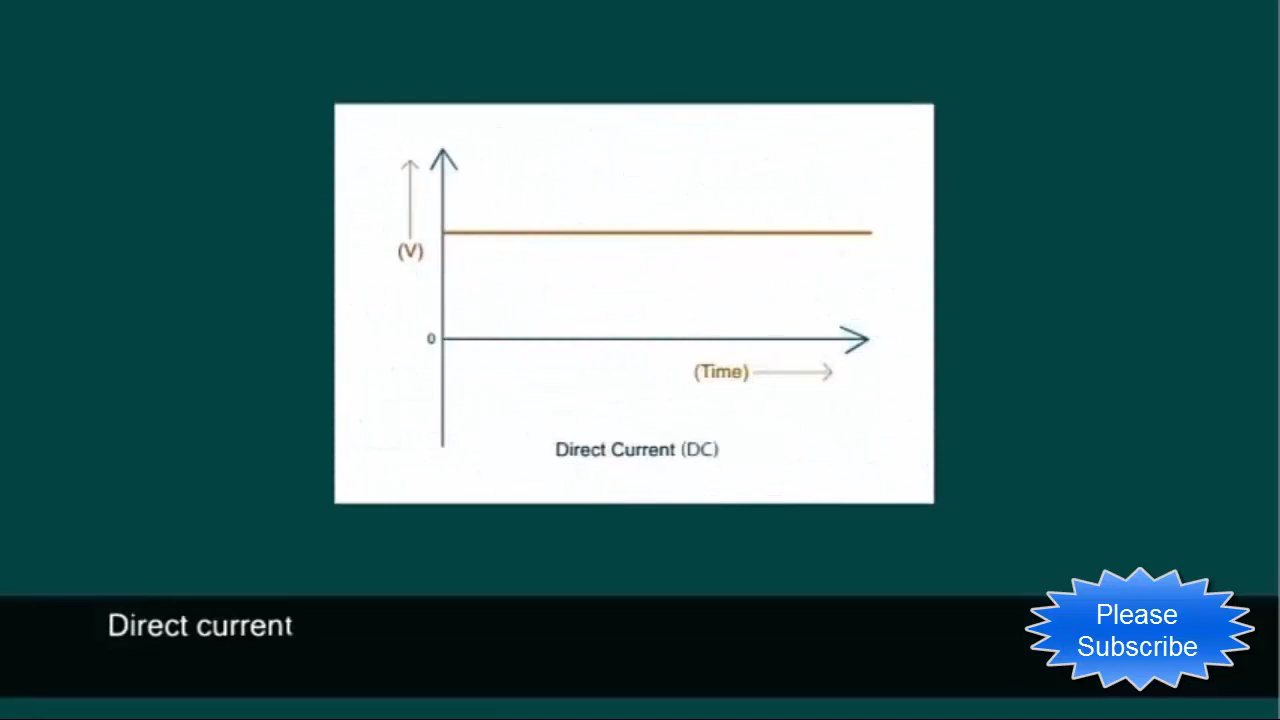 (V)
0
(Time)
Direct Current (DC)
Direct current
Please
Subscribe